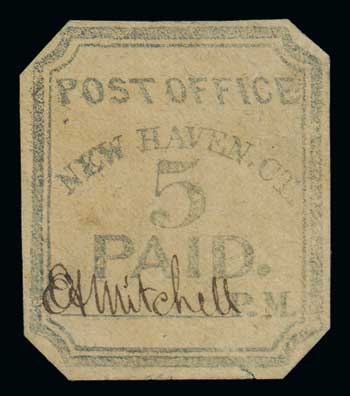 POST OFFICE
NEW HAVEN, CT.
5
PAID.
E A Mitchell P.M.